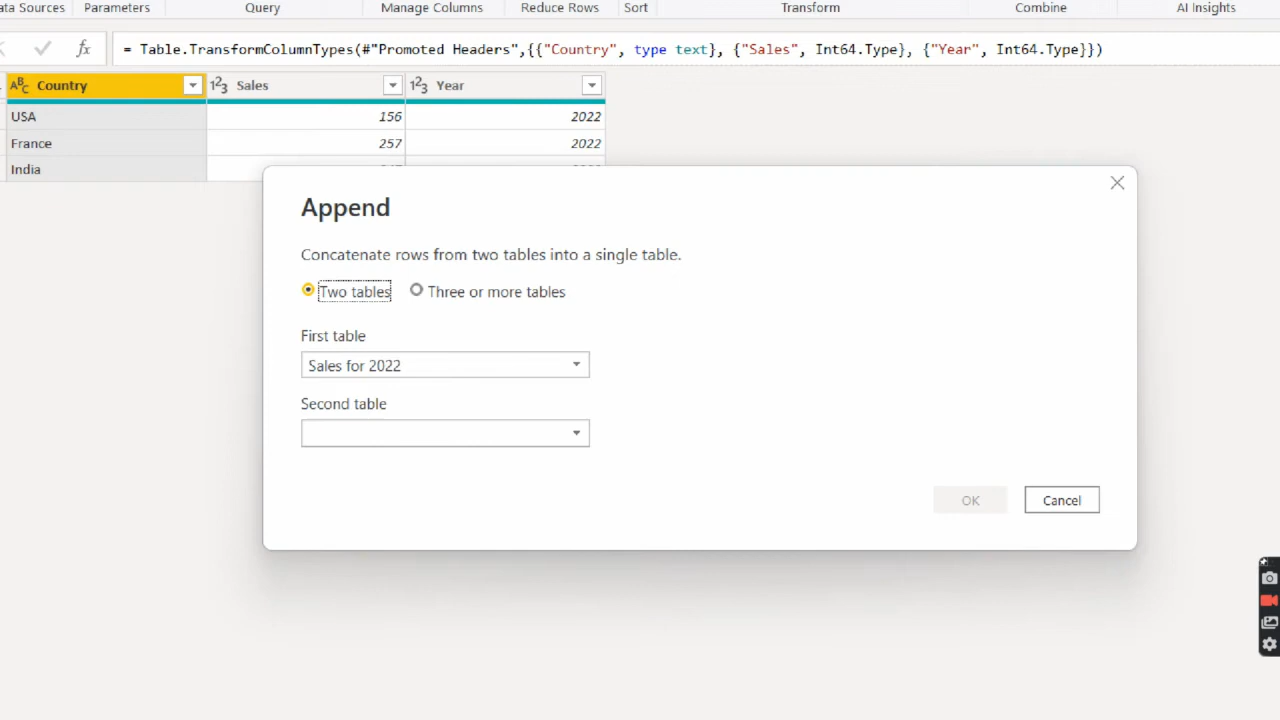 ata Sources Parameters Query Manage Columns Reduce Rows Sort Transform Combine AI Insights
fx = Table.TransformColumnTypes(#"Promoted Headers",{{"Country", type text}, {"Sales", Int64.Type}, {"Year", Int64.Type}})
ABC Country 123 Sales 123 Year
USA 156 2022
France 257 2022
India
Append
Concatenate rows from two tables into a single table.
Two tables Three or more tables
First table
Sales for 2022
Second table
OK Cancel